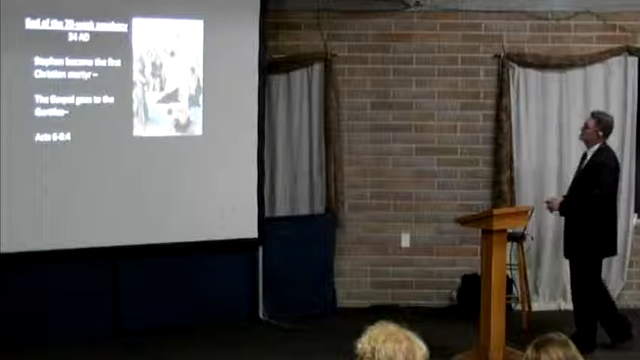 End of the 70-week prophecy
34 AD
Stephen became the first
Christian martyr –
The Gospel goes to the
Gentiles–
Acts 6-8:4